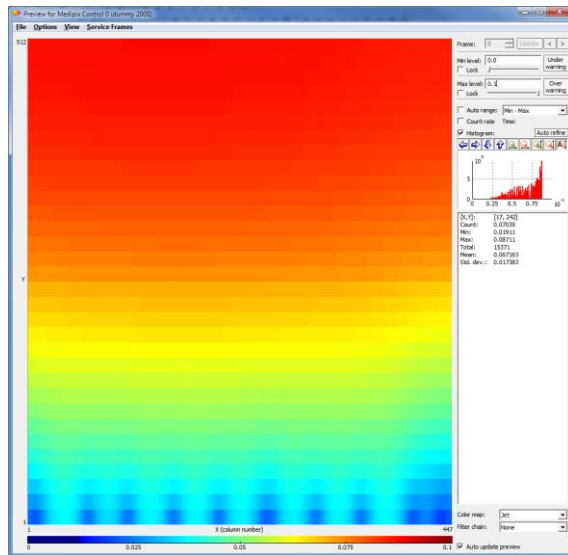 Preview for Medipix Control 0 (dummy 2000)
File Options View Service Frames
512
Y
1
1 X (column number) 447
0 0.025 0.05 0.075 0.1
Frame: 0 Update < >
Min level: 0.0 Under warning
Lock
Max level: 0.1 Over warning
Lock
Auto range: Min - Max
Count rate Time:
Histogram: Auto refine
5
0
0 0.25 0.5 0.75
[X,Y]: [17, 242]
Count: 0.07039
Min: 0.01911
Max: 0.08711
Total: 15371
Mean: 0.067163
Std. dev.: 0.017383
Color map: Jet
Filter chain: None
Auto update preview